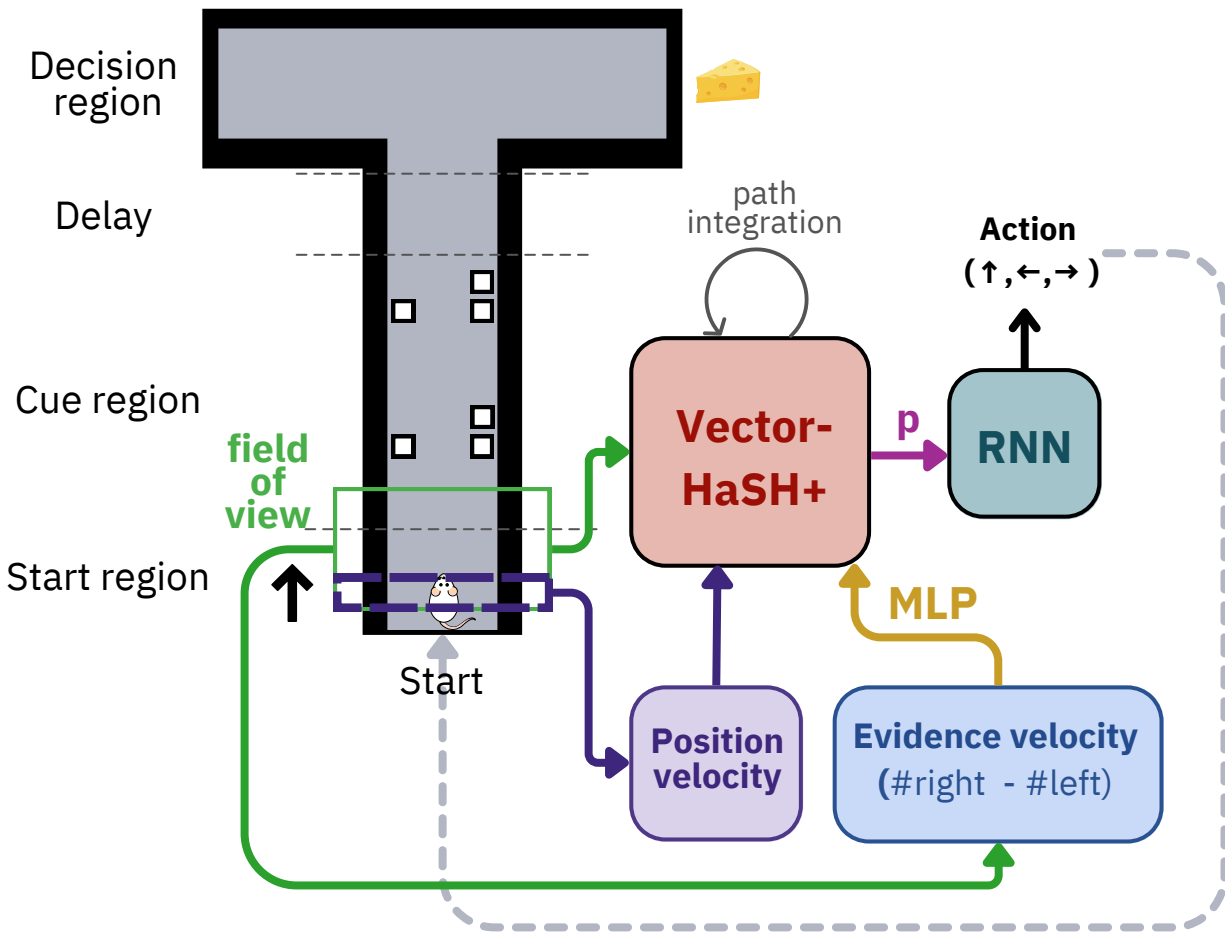 Decision
region
Delay
path
integration
Action
(↑,←,→)
Cue region
field
of
view
Vector-
HaSH+
p
RNN
Start region
MLP
Start
Position
velocity
Evidence velocity
(#right - #left)